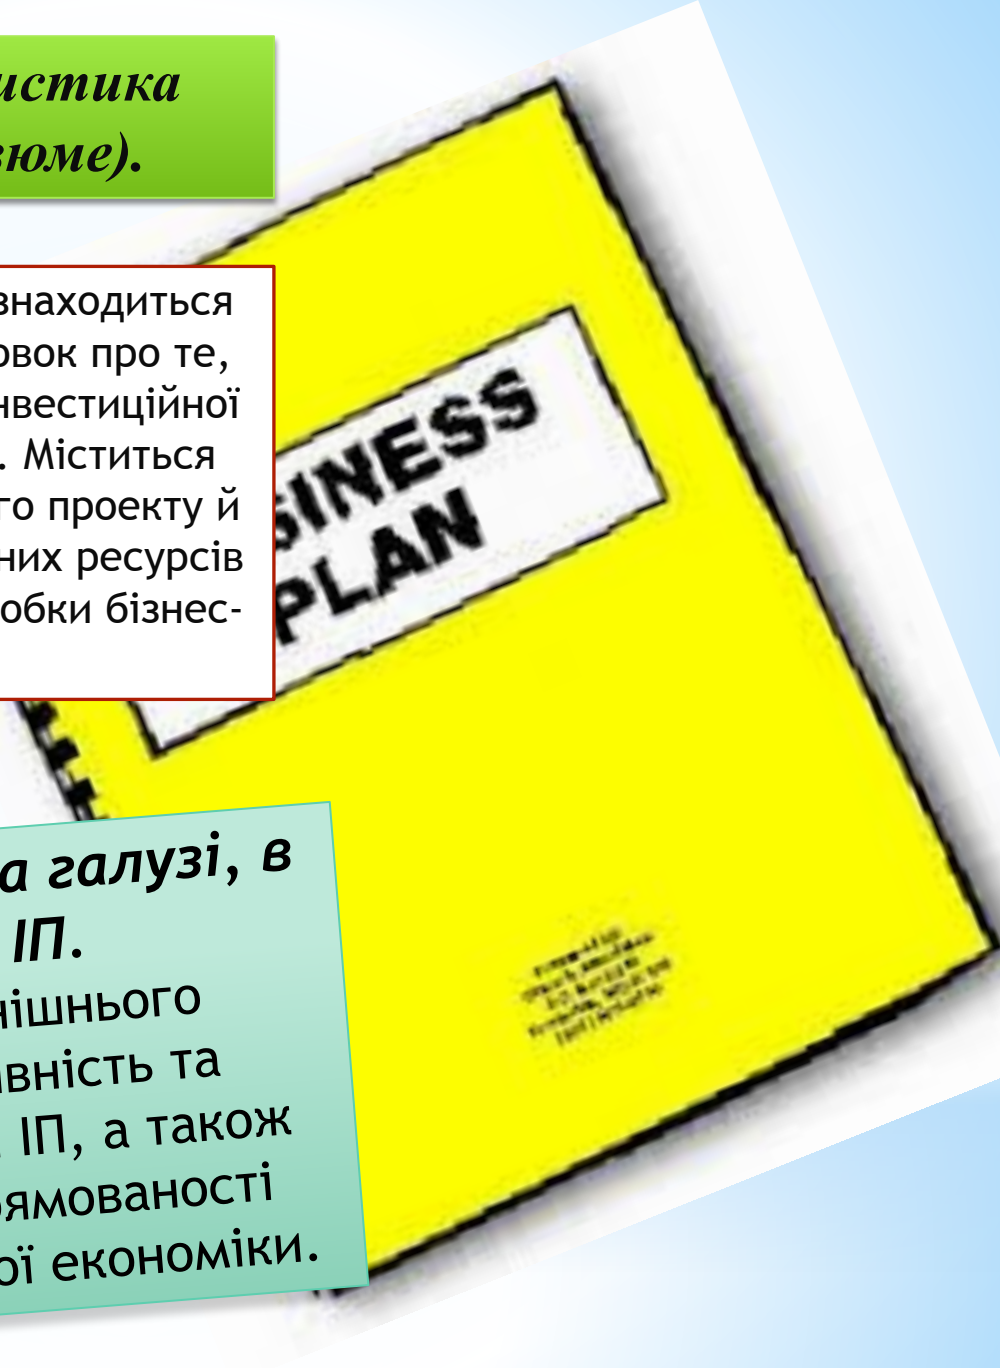 истика
зюме).
знаходиться
овок про те,
нвестиційної
. Міститься
го проекту й
них ресурсів
обки бізнес-
SINESS
PLAN
а галузі, в
ІП.
нішнього
вність та
ІП, а також
рямованості
ої економіки.